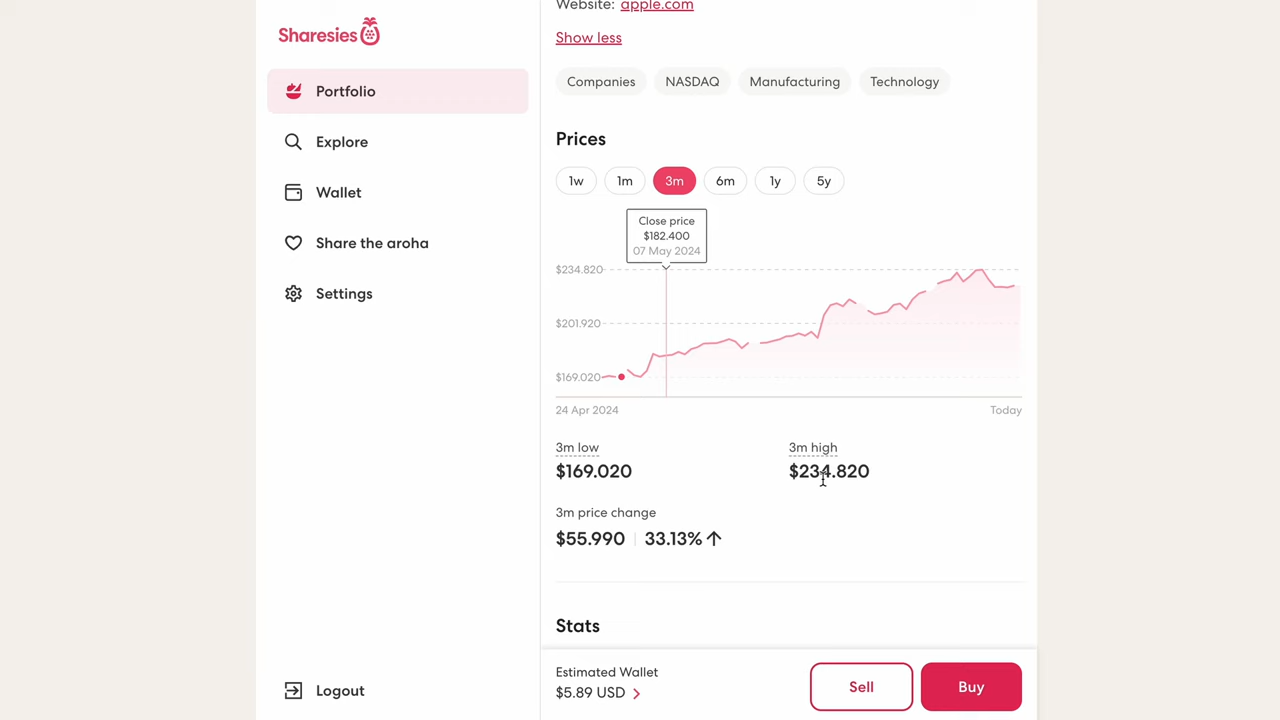 Sharesies
Portfolio
Explore
Wallet
Share the aroha
Settings
Logout
Website: apple.com
Show less
Companies NASDAQ Manufacturing Technology
Prices
1w 1m 3m 6m 1y 5y
Close price
$182.400
07 May 2024
$234.820
$201.920
$169.020
24 Apr 2024 Today
3m low 3m high
$169.020 $234.820
3m price change
$55.990 33.13%
Stats
Estimated Wallet
$5.89 USD
Sell Buy